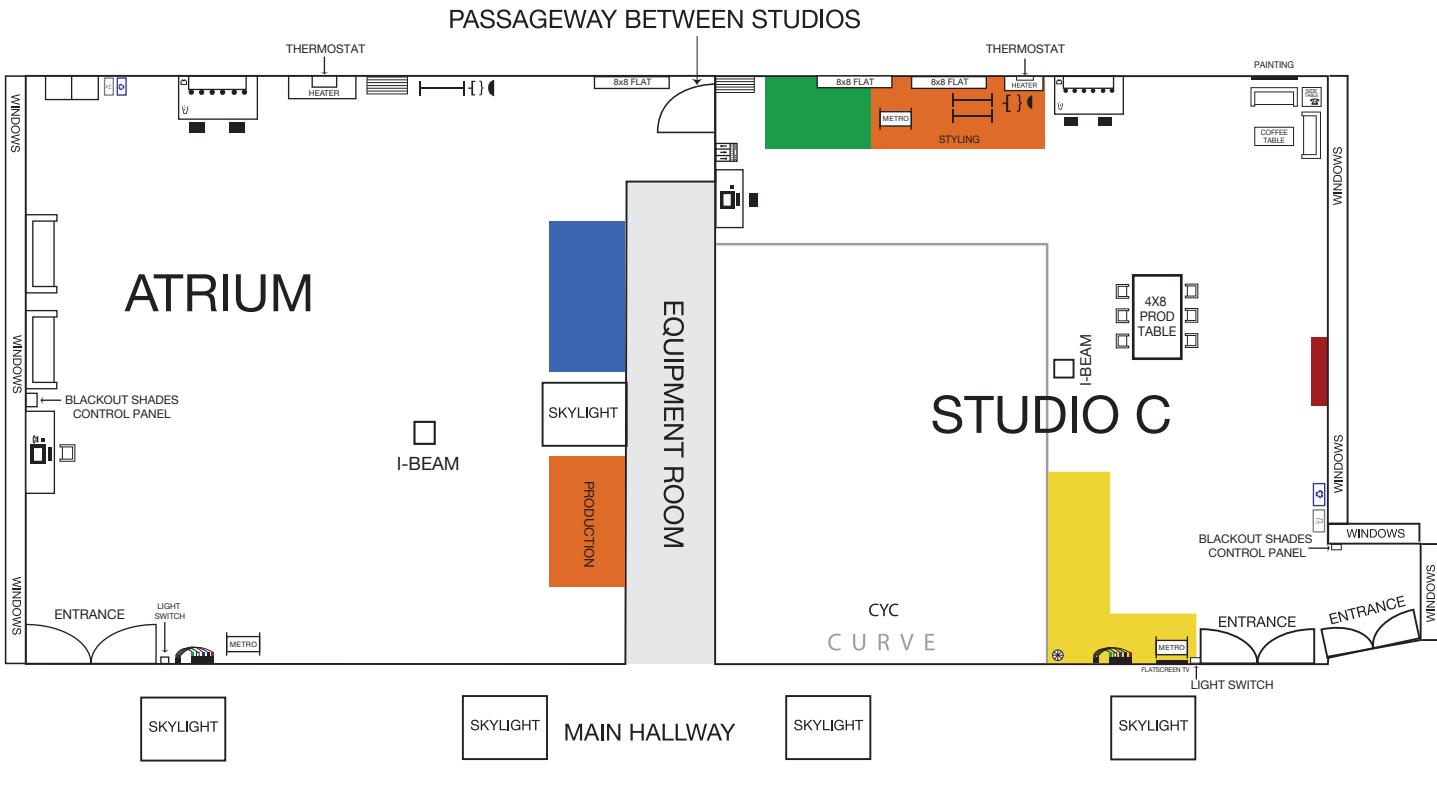 PASSAGEWAY BETWEEN STUDIOS
THERMOSTAT
THERMOSTAT
PAINTING
HEATER
8x8 FLAT
8x8 FLAT
8x8 FLAT
HEATER
SIDE
TABLE
METRO
STYLING
COFFEE
TABLE
WINDOWS
WINDOWS
ATRIUM
EQUIPMENT ROOM
4X8
PROD
TABLE
I-BEAM
WINDOWS
BLACKOUT SHADES
CONTROL PANEL
SKYLIGHT
STUDIO C
I-BEAM
PRODUCTION
WINDOWS
WINDOWS
BLACKOUT SHADES
CONTROL PANEL
WINDOWS
WINDOWS
ENTRANCE
LIGHT
SWITCH
METRO
CYC
CURVE
METRO
FLATSCREEN TV
ENTRANCE
ENTRANCE
LIGHT SWITCH
SKYLIGHT
SKYLIGHT
MAIN HALLWAY
SKYLIGHT
SKYLIGHT